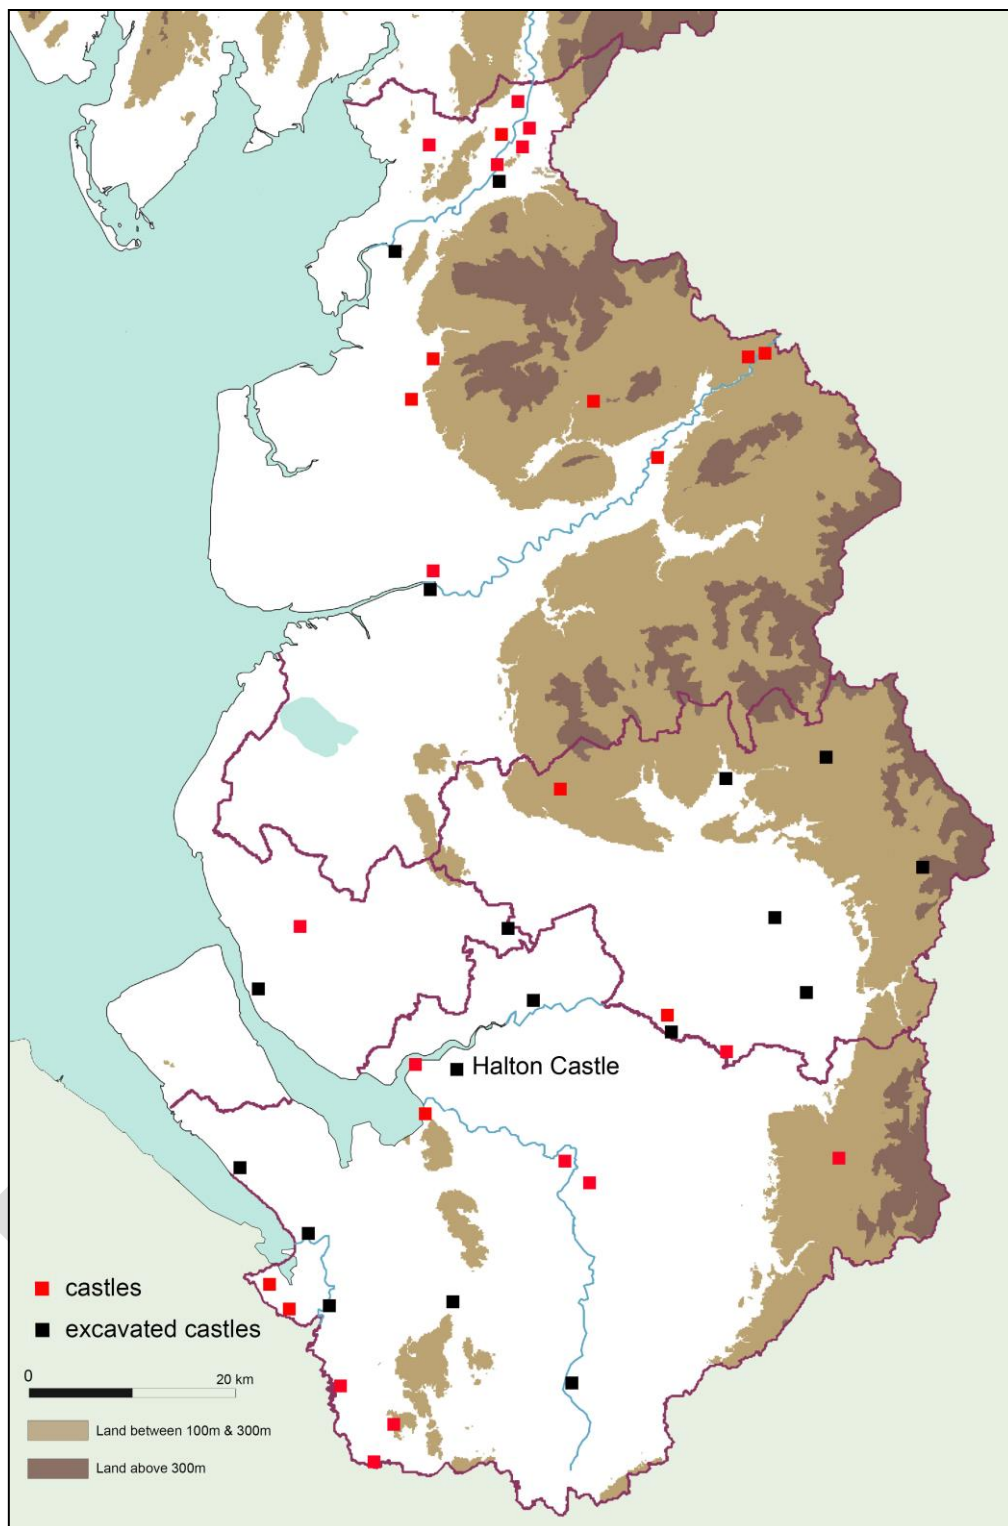 Halton Castle
castles
excavated castles
0 20 km
Land between 100m & 300m
Land above 300m